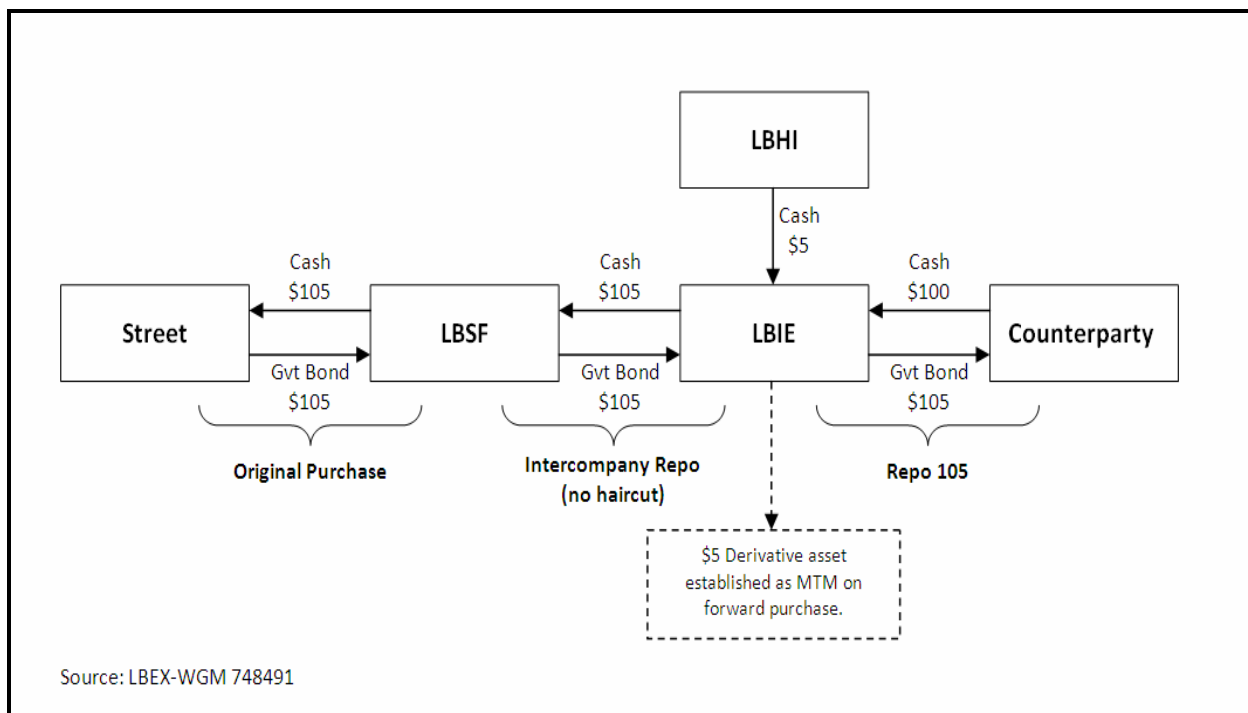 LBHI
Cash
$5
Cash
$105
Cash
$105
Cash
$100
Street
LBSF
LBIE
Counterparty
Gvt Bond
$105
Gvt Bond
$105
Gvt Bond
$105
Original Purchase
Intercompany Repo
(no haircut)
Repo 105
$5 Derivative asset
established as MTM on
forward purchase.
Source: LBEX-WGM 748491